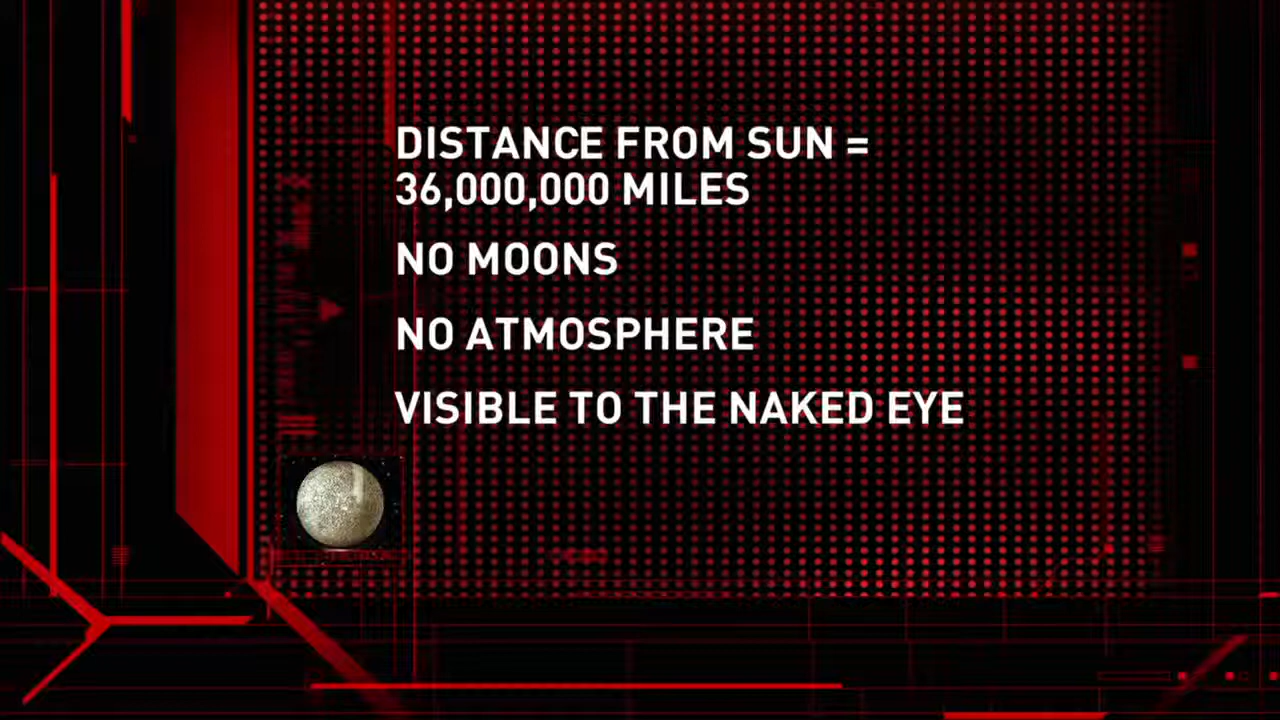 DISTANCE FROM SUN =
36,000,000 MILES
NO MOONS
NO ATMOSPHERE
VISIBLE TO THE NAKED EYE